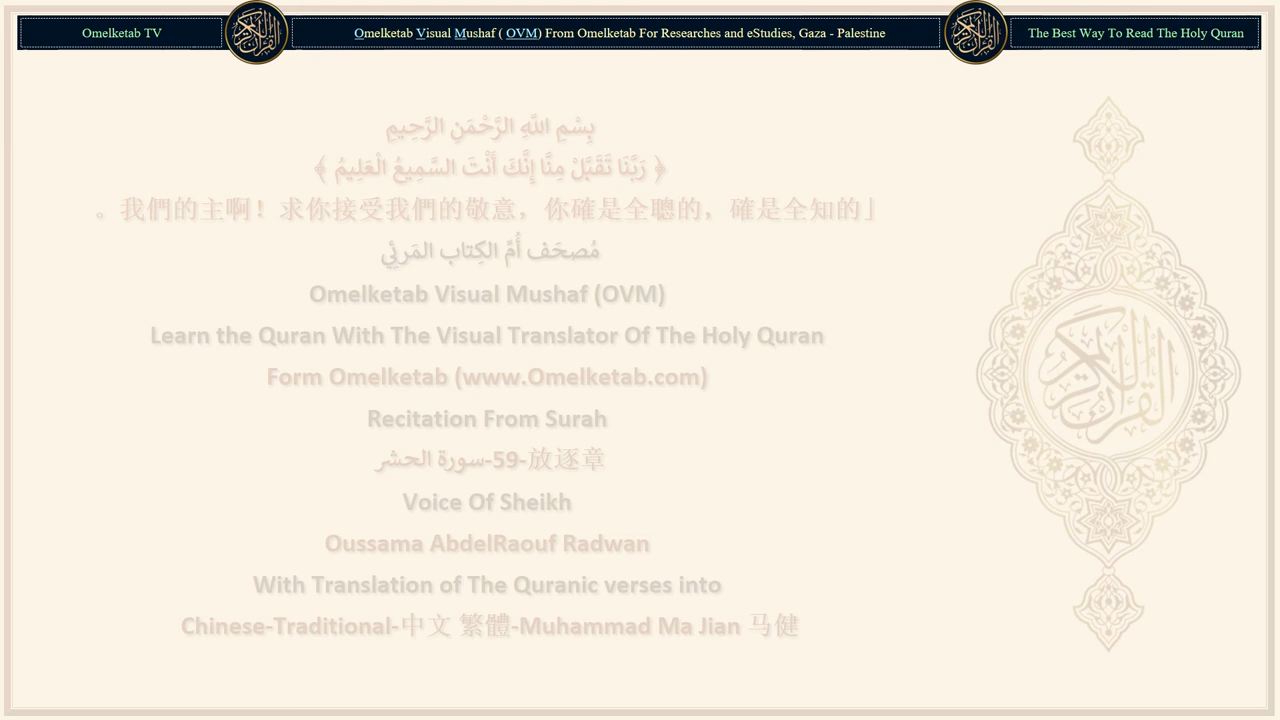 Omelketab TV
Omelketab Visual Mushaf ( OVM) From Omelketab For Researches and eStudies, Gaza - Palestine
The Best Way To Read The Holy Quran
بِسْمِ اللَّهِ الرَّحْمَنِ الرَّحِيمِ
﴿ رَبَّنَا تَقَبَّلْ مِنَّا إِنَّكَ أَنْتَ السَّمِيعُ الْعَلِيمُ ﴾
。我們的主啊！求你接受我們的敬意，你確是全聰的，確是全知的」
مُصحَف أُمِّ الكِتاب المَرئِي
Omelketab Visual Mushaf (OVM)
Learn the Quran With The Visual Translator Of The Holy Quran
Form Omelketab (www.Omelketab.com)
Recitation From Surah
سورة الحشر-59-放逐章
Voice Of Sheikh
Oussama AbdelRaouf Radwan
With Translation of The Quranic verses into
Chinese-Traditional-中文 繁體-Muhammad Ma Jian 马健